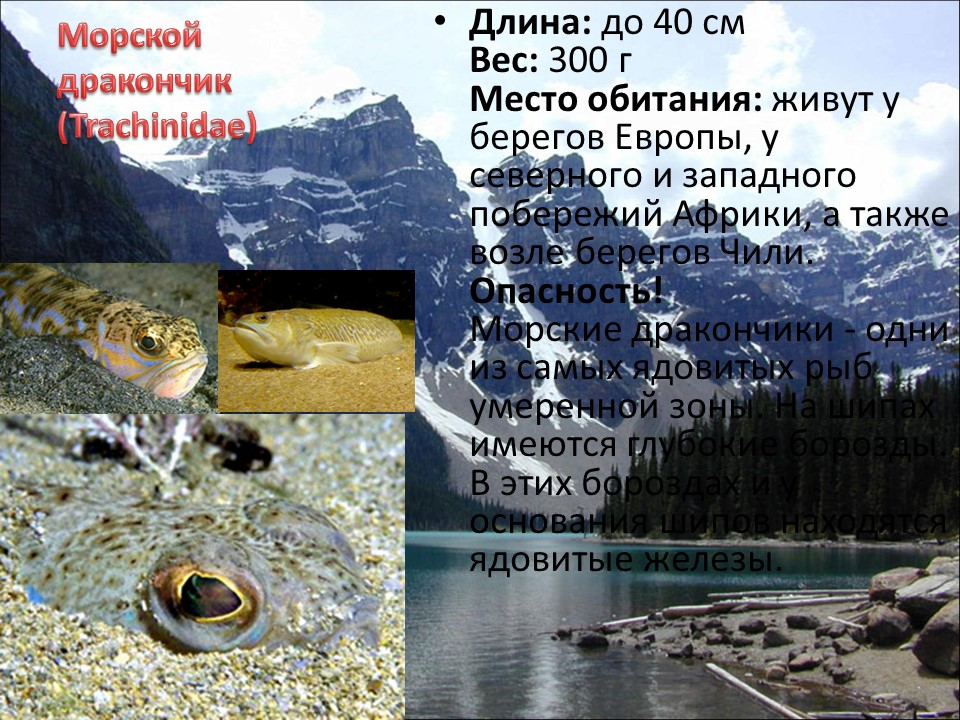 Морской
дракончик
(Trachinidae)
• Длина: до 40 см
Вес: 300 г
Место обитания: живут у
берегов Европы, у
северного и западного
побережий Африки, а также
возле берегов Чили.
Опасность!
Морские дракончики - одни
из самых ядовитых рыб
умеренной зоны. На шипах
имеются глубокие борозды.
В этих бороздах и у
основания шипов находятся
ядовитые железы.